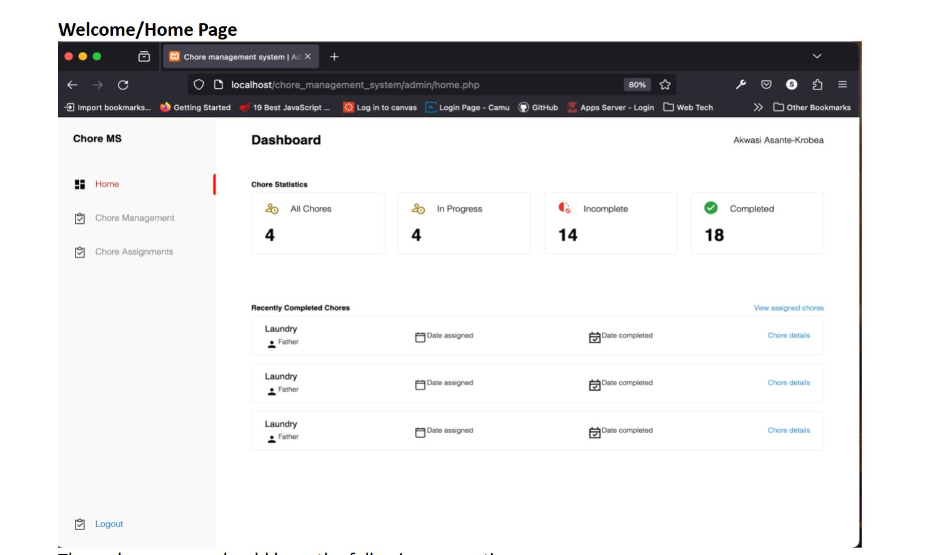 Welcome/Home Page
Chore management system | Ad
localhost/chore_management_system/admin/home.php
80%
Import bookmarks... Getting Started 19 Best JavaScript ... Log in to canvas Login Page - Camu GitHub Apps Server - Login Web Tech Other Bookmarks
Chore MS
Dashboard
Akwasi Asante-Krobea
Home
Chore Management
Chore Assignments
Chore Statistics
All Chores In Progress Incomplete Completed
4 4 14 18
Recently Completed Chores View assigned chores
Laundry
Father
Date assigned Date completed Chore details
Laundry
Father
Date assigned Date completed Chore details
Laundry
Father
Date assigned Date completed Chore details
Logout